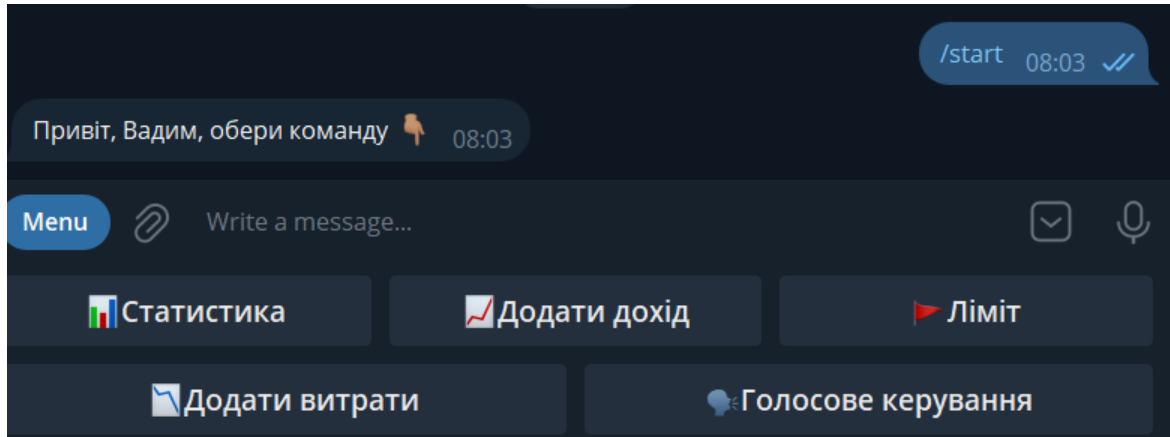 /start 08:03
Привіт, Вадим, обери команду 👇🏽 08:03
Menu Write a message...
📊Статистика 📈Додати дохід 🚩Ліміт
📉Додати витрати 🗣Голосове керування